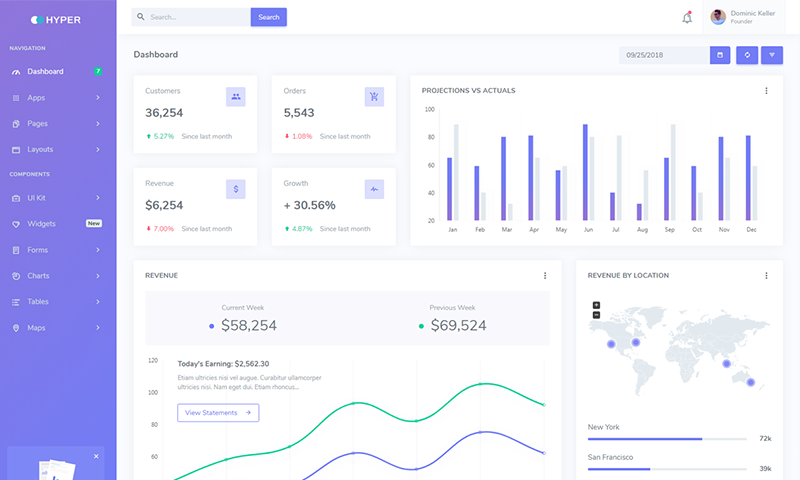 HYPER
Search...
Search
Dominic Keller
Founder
NAVIGATION
Dashboard 7
Apps
Pages
Layouts
COMPONENTS
UI Kit
Widgets New
Forms
Charts
Tables
Maps
Dashboard
09/25/2018
Customers
36,254
5.27% Since last month
Orders
5,543
1.08% Since last month
Revenue
$6,254
7.00% Since last month
Growth
+ 30.56%
4.87% Since last month
PROJECTIONS VS ACTUALS
100
80
60
40
20
Jan Feb Mar Apr May Jun Jul Aug Sep Oct Nov Dec
REVENUE
Current Week
$58,254
Previous Week
$69,524
120
100
80
60
Today's Earning: $2,562.30
Etiam ultricies nisi vel augue. Curabitur ullamcorper
ultricies nisi. Nam eget dui. Etiam rhoncus...
View Statements
REVENUE BY LOCATION
+
−
New York
72k
San Francisco
39k